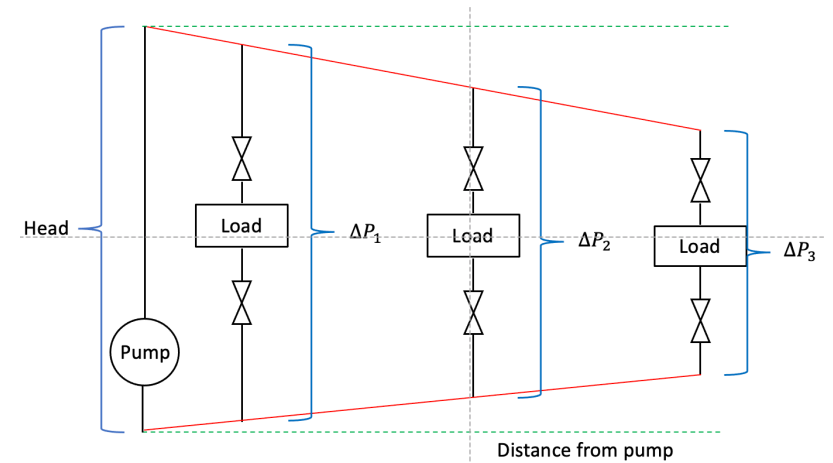 Head
Pump
Load
ΔP₁
Load
ΔP₂
Load
ΔP₃
Distance from pump